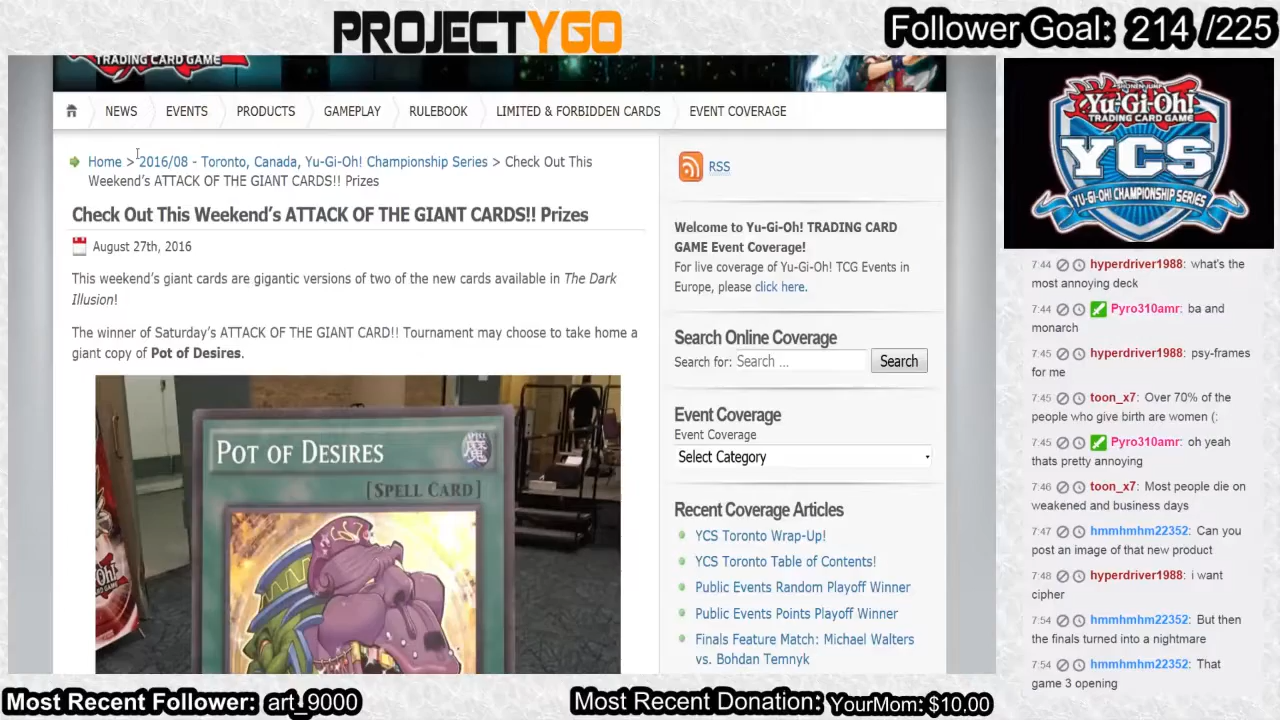 PROJECTYGO
Follower Goal: 214 /225
TRADING CARD GAME
NEWS EVENTS PRODUCTS GAMEPLAY RULEBOOK LIMITED & FORBIDDEN CARDS EVENT COVERAGE
Home > 2016/08 - Toronto, Canada, Yu-Gi-Oh! Championship Series > Check Out This
Weekend's ATTACK OF THE GIANT CARDS!! Prizes
Check Out This Weekend's ATTACK OF THE GIANT CARDS!! Prizes
August 27th, 2016
This weekend's giant cards are gigantic versions of two of the new cards available in The Dark
Illusion!
The winner of Saturday's ATTACK OF THE GIANT CARD!! Tournament may choose to take home a
giant copy of Pot of Desires.
POT OF DESIRES
魔
[SPELL CARD]
Oh!
RSS
Welcome to Yu-Gi-Oh! TRADING CARD
GAME Event Coverage!
For live coverage of Yu-Gi-Oh! TCG Events in
Europe, please click here.
Search Online Coverage
Search for: Search ... Search
Event Coverage
Event Coverage
Select Category
Recent Coverage Articles
YCS Toronto Wrap-Up!
YCS Toronto Table of Contents!
Public Events Random Playoff Winner
Public Events Points Playoff Winner
Finals Feature Match: Michael Walters
vs. Bohdan Temnyk
SHONEN JUMP
Yu-Gi-Oh!
TRADING CARD GAME
YCS
YU-GI-OH! CHAMPIONSHIP SERIES
7:44 hyperdriver1988: what's the
most annoying deck
7:44 Pyro310amr: ba and
monarch
7:45 hyperdriver1988: psy-frames
for me
7:45 toon_x7: Over 70% of the
people who give birth are women (:
7:45 Pyro310amr: oh yeah
thats pretty annoying
7:46 toon_x7: Most people die on
weakened and business days
7:47 hmmhmhm22352: Can you
post an image of that new product
7:48 hyperdriver1988: i want
cipher
7:54 hmmhmhm22352: But then
the finals turned into a nightmare
7:54 hmmhmhm22352: That
game 3 opening
Most Recent Follower: art_9000
Most Recent Donation: YourMom: $10.00